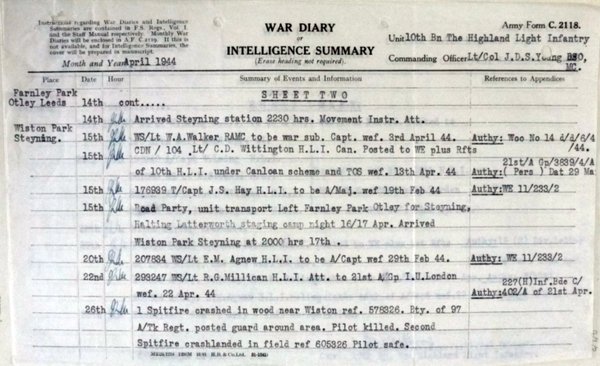 Instructions regarding War Diaries and Intelligence
Summaries are contained in F.S. Regs., Vol. I
and the Staff Manual respectively. Monthly War
Diaries will be enclosed in A.F. C.2119. If this is
not available, and for Intelligence Summaries, the
cover will be prepared in manuscript.
WAR DIARY
or
INTELLIGENCE SUMMARY
(Erase heading not required).
Army Form C. 2118.
Unit 10th Bn The Highland Light Infantry
Month and Year April 1944
Commanding Officer Lt/Col J.D.S.Young DSO,
MC.
Place Date Hour Summary of Events and Information References to Appendices
Farnley Park
Otley Leeds 14th cont..... SHEET TWO
14th Arrived Steyning station 2230 hrs. Movement Instr. Att.
Wiston Park
Steyning. 15th WS/Lt W.A.Walker RAMC to be war sub. Capt. wef. 3rd April 44. Authy: Woo No 14 d/d/6/4
/44.
15th CDN / 104 .Lt/ C.D. Wittington H.L.I. Can. Posted to WE plus Rfts
of 10th H.L.I. under Canloan scheme and TOS wef. 13th Apr. 44 21st/A Gp/3639/4/A
Authy:( Pers ) Dat 29 Ma
15th 176939 T/Capt J.S. Hay H.L.I. to be A/Maj. wef 19th Feb 44 Authy:WE 11/233/2
15th Road Party, unit transport Left Farnley Park Otley for Steyning,
Halting Latterworth staging camp night 16/17 Apr. Arrived
Wiston Park Steyning at 2000 hrs 17th .
20th 207834 WS/Lt E.M. Agnew H.L.I. to be A/Capt wef 29th Feb 44. Authy: WE 11/233/2
22nd 293247 WS/Lt R.G.Millican H.L.I. Att. to 21st A/Gp I.U.London
wef. 22 Apr. 44 227(H)Inf.Bde C/
Authy:402/A of 21st Apr.
26th 1 Spitfire crashed in wood near Wiston ref. 578326. Bty. of 97
A/Tk Regt. posted guard around area. Pilot killed. Second
Spitfire crashlanded in field ref 605326 Pilot safe.